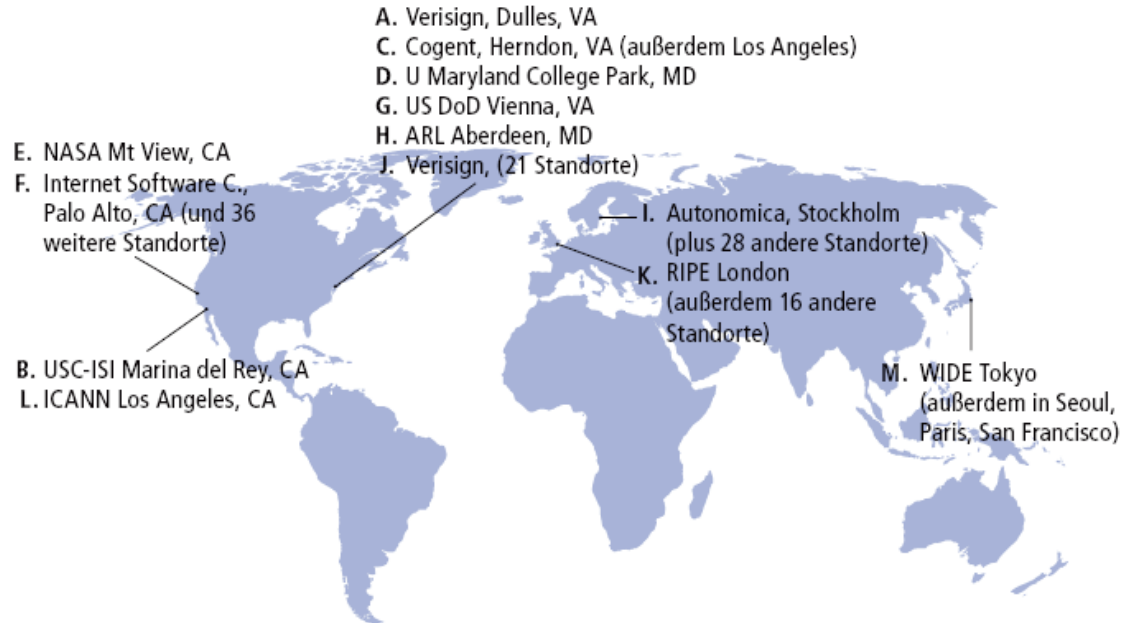 A. Verisign, Dulles, VA
C. Cogent, Herndon, VA (außerdem Los Angeles)
D. U Maryland College Park, MD
G. US DoD Vienna, VA
H. ARL Aberdeen, MD
J. Verisign, (21 Standorte)
E. NASA Mt View, CA
F. Internet Software C.,
Palo Alto, CA (und 36
weitere Standorte)
I. Autonomica, Stockholm
(plus 28 andere Standorte)
K. RIPE London
(außerdem 16 andere
Standorte)
B. USC-ISI Marina del Rey, CA
L. ICANN Los Angeles, CA
M. WIDE Tokyo
(außerdem in Seoul,
Paris, San Francisco)